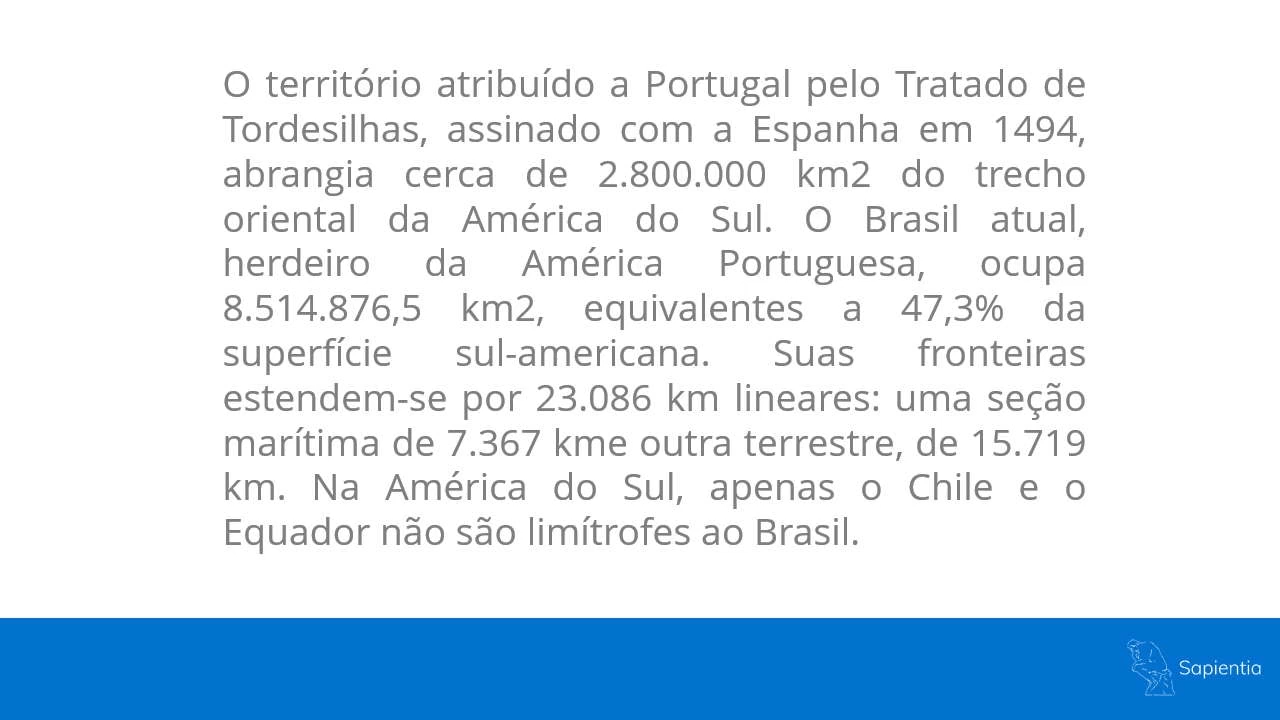 O território atribuído a Portugal pelo Tratado de
Tordesilhas, assinado com a Espanha em 1494,
abrangia cerca de 2.800.000 km2 do trecho
oriental da América do Sul. O Brasil atual,
herdeiro da América Portuguesa, ocupa
8.514.876,5 km2, equivalentes a 47,3% da
superfície sul-americana. Suas fronteiras
estendem-se por 23.086 km lineares: uma seção
marítima de 7.367 kme outra terrestre, de 15.719
km. Na América do Sul, apenas o Chile e o
Equador não são limítrofes ao Brasil.
Sapientia